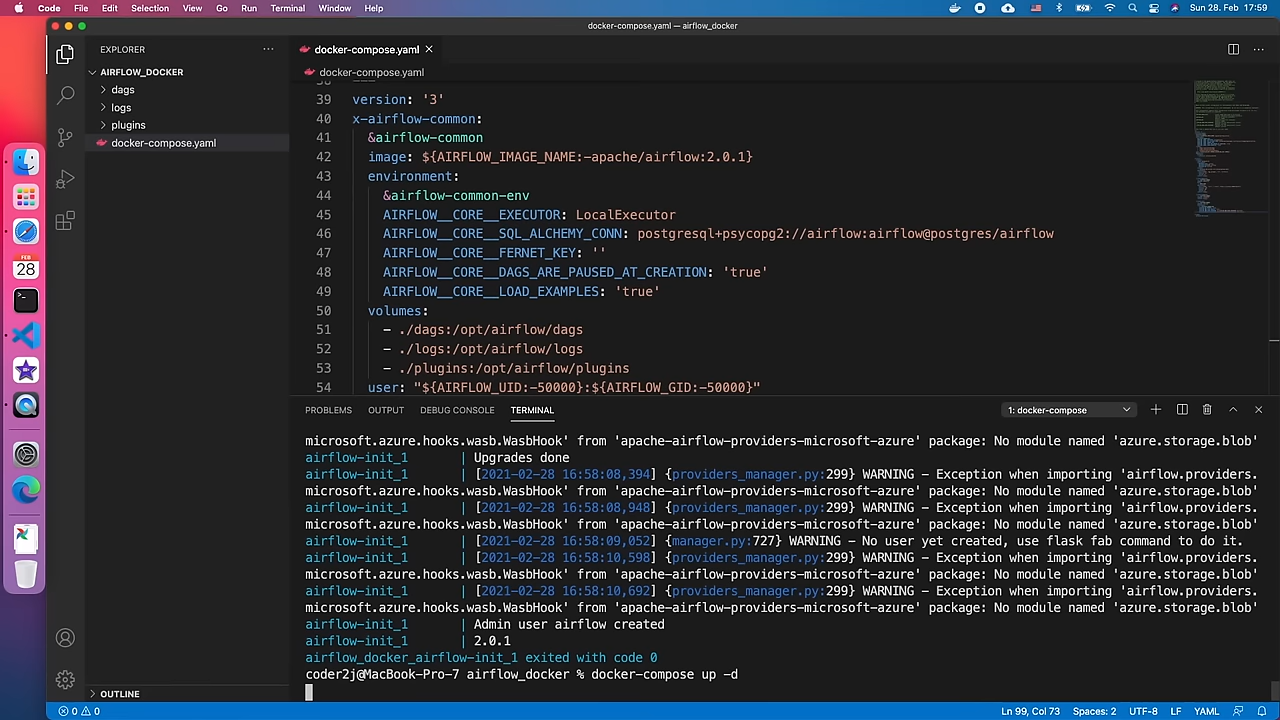 Code File Edit Selection View Go Run Terminal Window Help
Sun 28. Feb 17:59
docker-compose.yaml — airflow_docker
EXPLORER
docker-compose.yaml
AIRFLOW_DOCKER
docker-compose.yaml
dags
logs
plugins
docker-compose.yaml
39 version: '3'
40 x-airflow-common:
41 &airflow-common
42 image: ${AIRFLOW_IMAGE_NAME:-apache/airflow:2.0.1}
43 environment:
44 &airflow-common-env
45 AIRFLOW__CORE__EXECUTOR: LocalExecutor
46 AIRFLOW__CORE__SQL_ALCHEMY_CONN: postgresql+psycopg2://airflow:airflow@postgres/airflow
47 AIRFLOW__CORE__FERNET_KEY: ''
48 AIRFLOW__CORE__DAGS_ARE_PAUSED_AT_CREATION: 'true'
49 AIRFLOW__CORE__LOAD_EXAMPLES: 'true'
50 volumes:
51 - ./dags:/opt/airflow/dags
52 - ./logs:/opt/airflow/logs
53 - ./plugins:/opt/airflow/plugins
54 user: "${AIRFLOW_UID:-50000}:${AIRFLOW_GID:-50000}"
FEB
28
PROBLEMS OUTPUT DEBUG CONSOLE TERMINAL
1: docker-compose
microsoft.azure.hooks.wasb.WasbHook' from 'apache-airflow-providers-microsoft-azure' package: No module named 'azure.storage.blob'
airflow-init_1 | Upgrades done
airflow-init_1 | [2021-02-28 16:58:08,394] {providers_manager.py:299} WARNING - Exception when importing 'airflow.providers.
microsoft.azure.hooks.wasb.WasbHook' from 'apache-airflow-providers-microsoft-azure' package: No module named 'azure.storage.blob'
airflow-init_1 | [2021-02-28 16:58:08,948] {providers_manager.py:299} WARNING - Exception when importing 'airflow.providers.
microsoft.azure.hooks.wasb.WasbHook' from 'apache-airflow-providers-microsoft-azure' package: No module named 'azure.storage.blob'
airflow-init_1 | [2021-02-28 16:58:09,052] {manager.py:727} WARNING - No user yet created, use flask fab command to do it.
airflow-init_1 | [2021-02-28 16:58:10,598] {providers_manager.py:299} WARNING - Exception when importing 'airflow.providers.
microsoft.azure.hooks.wasb.WasbHook' from 'apache-airflow-providers-microsoft-azure' package: No module named 'azure.storage.blob'
airflow-init_1 | [2021-02-28 16:58:10,692] {providers_manager.py:299} WARNING - Exception when importing 'airflow.providers.
microsoft.azure.hooks.wasb.WasbHook' from 'apache-airflow-providers-microsoft-azure' package: No module named 'azure.storage.blob'
airflow-init_1 | Admin user airflow created
airflow-init_1 | 2.0.1
airflow_docker_airflow-init_1 exited with code 0
coder2j@MacBook-Pro-7 airflow_docker % docker-compose up -d
OUTLINE
0 0
Ln 99, Col 73 Spaces: 2 UTF-8 LF YAML